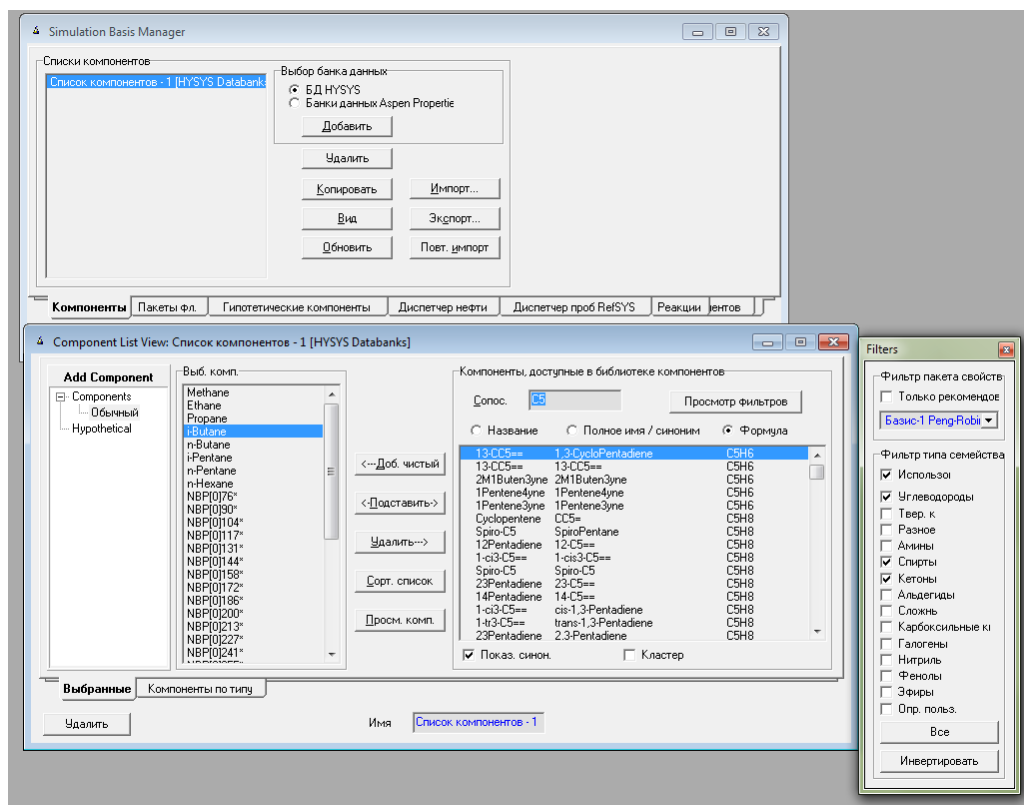 Simulation Basis Manager
Списки компонентов
Список компонентов - 1 [HYSYS Databanks
Выбор банка данных
БД HYSYS
Банки данных Aspen Propertie
Добавить
Удалить
Копировать
Импорт...
Вид
Экспорт...
Обновить
Повт. импорт
Компоненты
Пакеты фл.
Гипотетические компоненты
Диспетчер нефти
Диспетчер проб RefSYS
Реакции
ентов
Component List View: Список компонентов - 1 [HYSYS Databanks]
Add Component
Components
Обычный
Hypothetical
Выб. комп.
Methane
Ethane
Propane
i-Butane
n-Butane
i-Pentane
n-Pentane
n-Hexane
NBP[0]76*
NBP[0]90*
NBP[0]104*
NBP[0]117*
NBP[0]131*
NBP[0]144*
NBP[0]158*
NBP[0]172*
NBP[0]186*
NBP[0]200*
NBP[0]213*
NBP[0]227*
NBP[0]241*
<---Доб. чистый
<-Подставить->
Удалить--->
Сорт. список
Просм. комп.
Компоненты, доступные в библиотеке компонентов
Сопос. C5
Просмотр фильтров
Название Полное имя / синоним Формула
13-CC5== 1,3-CycloPentadiene C5H6
13-CC5== 13-CC5== C5H6
2M1Buten3yne 2M1Buten3yne C5H6
1Pentene4yne 1Pentene4yne C5H6
1Pentene3yne 1Pentene3yne C5H6
Cyclopentene CC5= C5H8
Spiro-C5 SpiroPentane C5H8
12Pentadiene 12-C5== C5H8
1-ci3-C5== 1-cis3-C5== C5H8
Spiro-C5 Spiro-C5 C5H8
23Pentadiene 23-C5== C5H8
14Pentadiene 14-C5== C5H8
1-ci3-C5== cis-1,3-Pentadiene C5H8
1-tr3-C5== trans-1,3-Pentadiene C5H8
23Pentadiene 2,3-Pentadiene C5H8
Показ. синон.
Кластер
Выбранные
Компоненты по типу
Удалить
Имя
Список компонентов - 1
Filters
Фильтр пакета свойств
Только рекомендов
Базис-1 Peng-Robin
Фильтр типа семейства
Использов
Углеводороды
Твер. к
Разное
Амины
Спирты
Кетоны
Альдегиды
Сложнь
Карбоксильные кı
Галогены
Нитриль
Фенолы
Эфиры
Опр. польз.
Все
Инвертировать